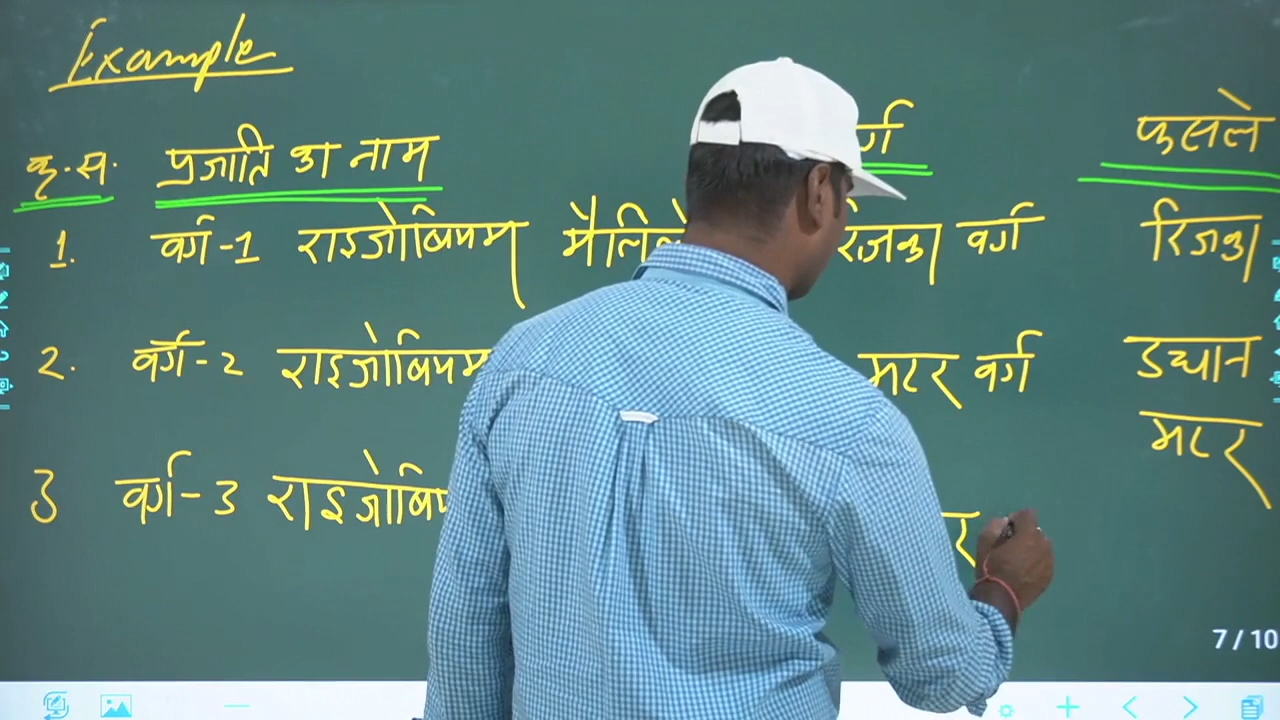 Example
क्र.स. प्रजाति का नाम फसले
1. वर्ग-1 राइजोबियम रिजका वर्ग रिजका
2. वर्ग-2 राइजोबियम मटर वर्ग उद्यान
मटर
3 वर्ग-3 राइजोबि
7 / 10